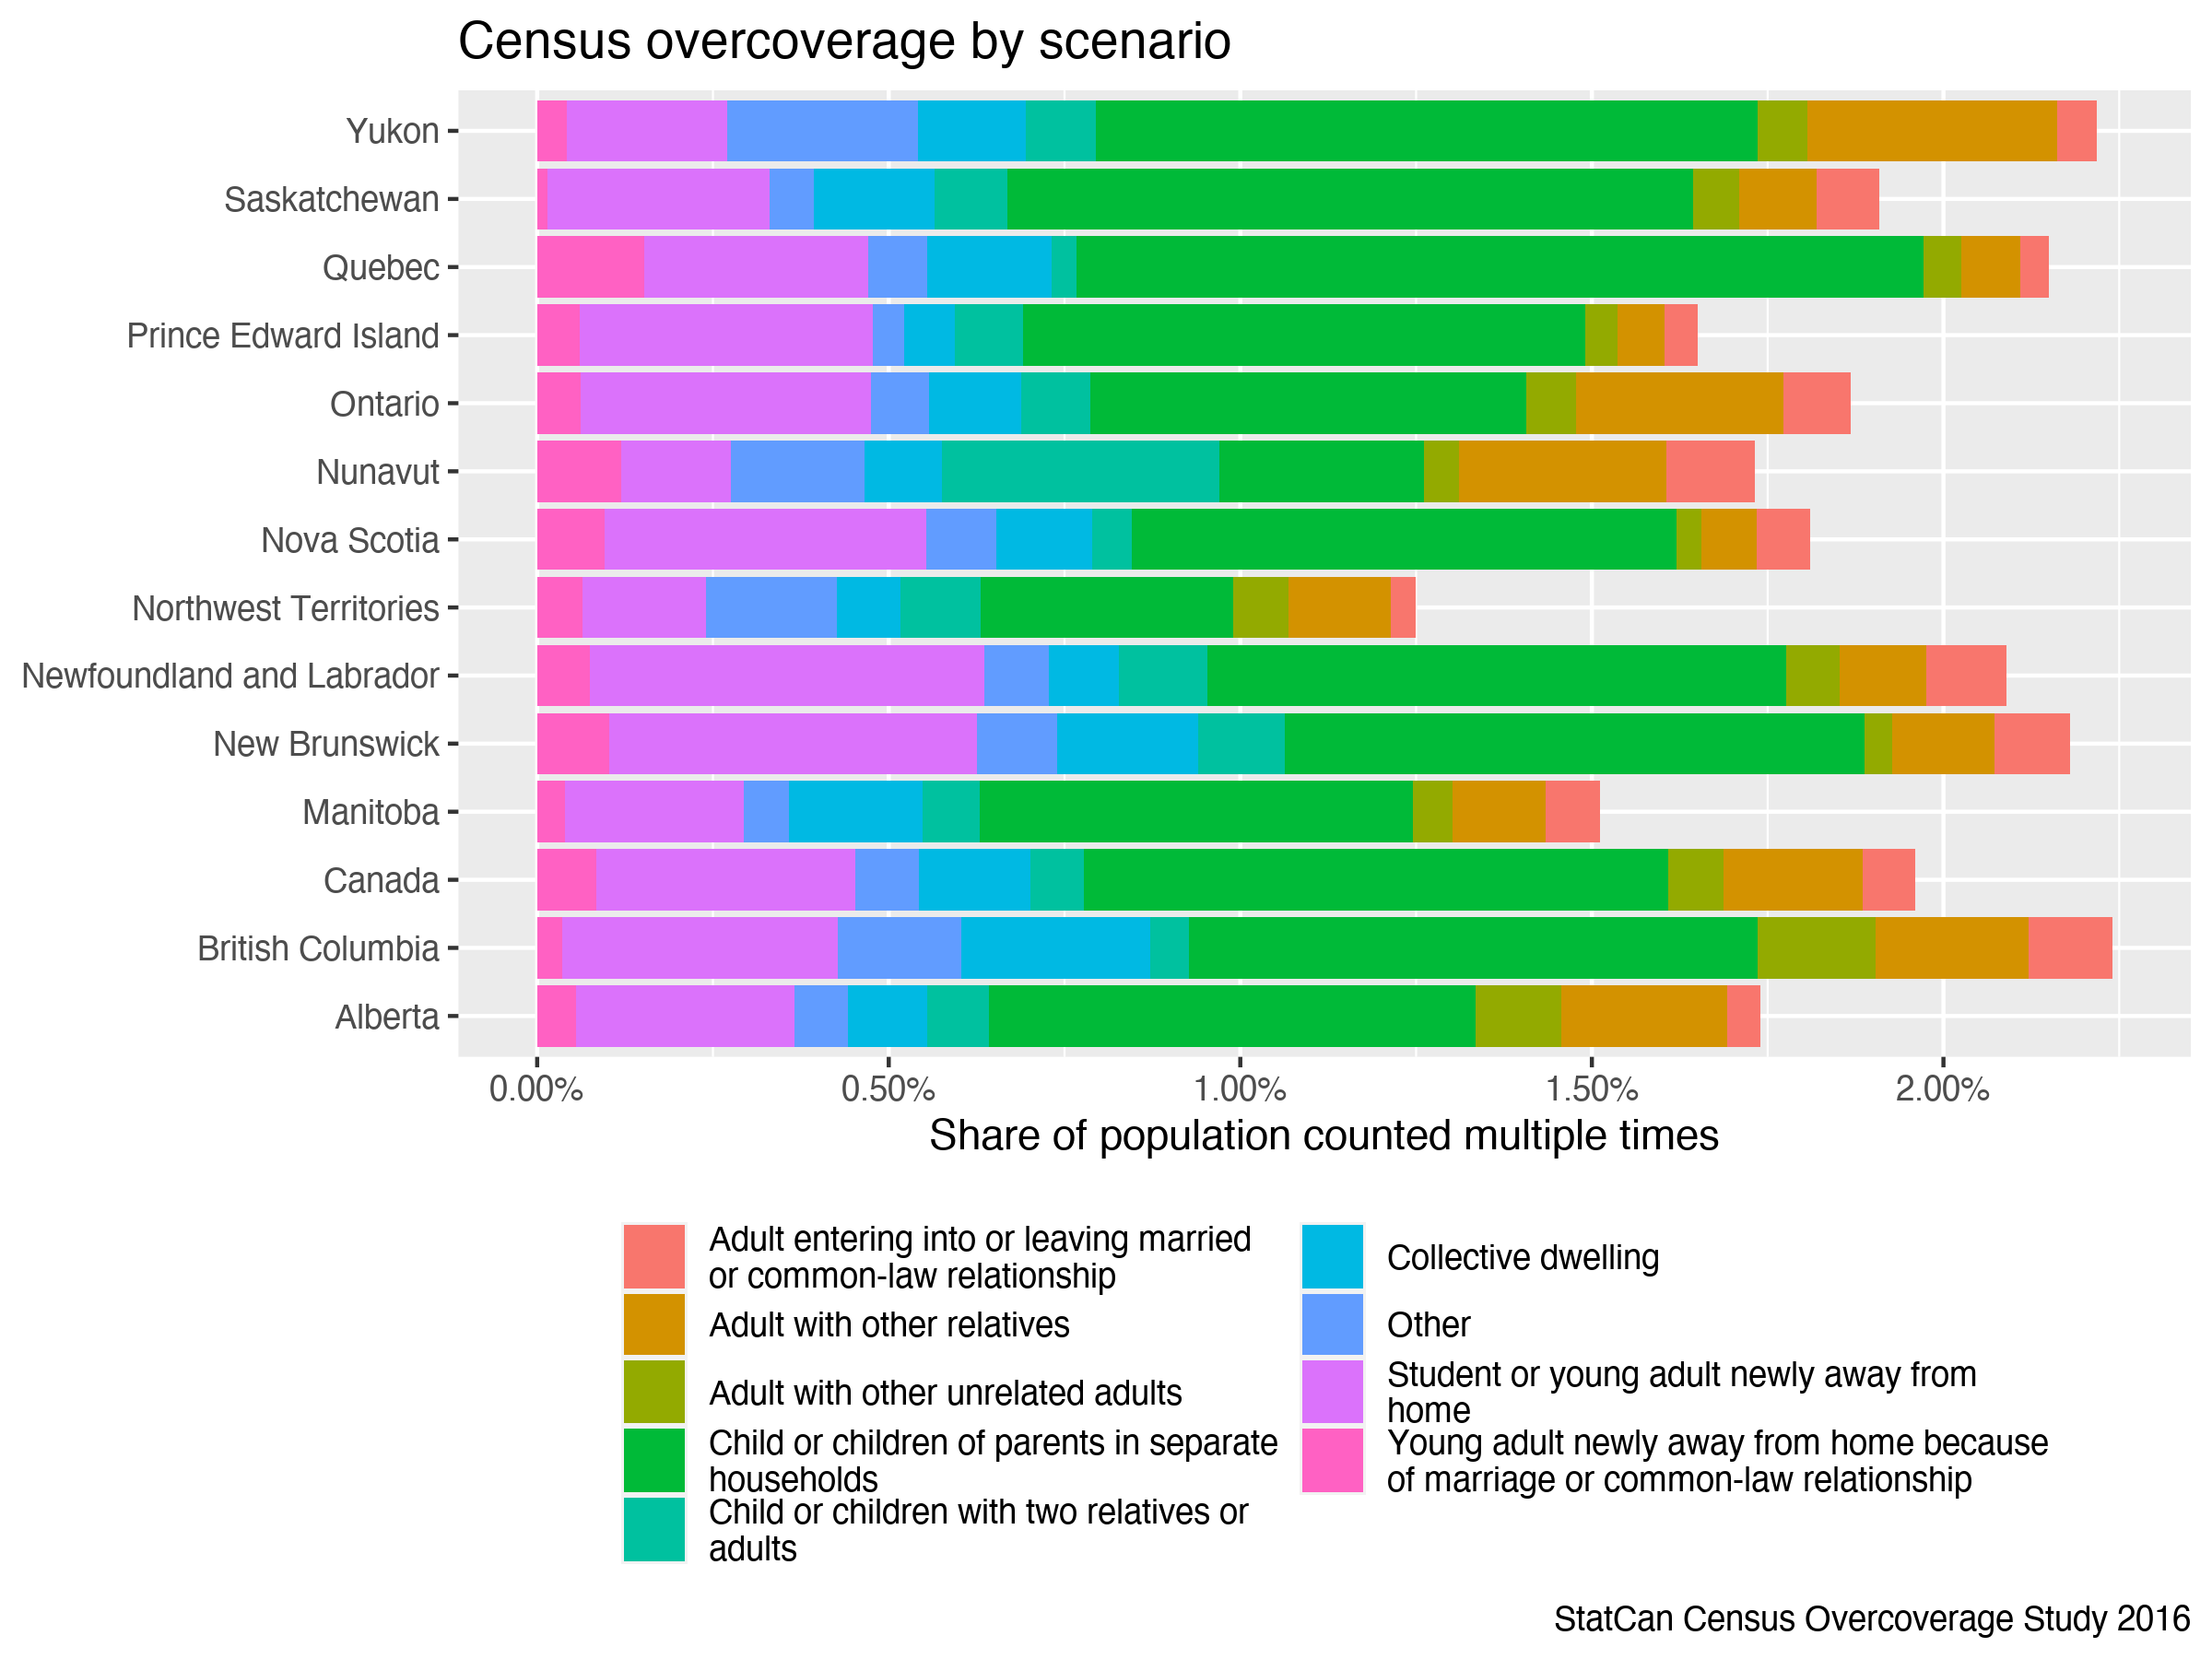 Census overcoverage by scenario
Yukon
Saskatchewan
Quebec
Prince Edward Island
Ontario
Nunavut
Nova Scotia
Northwest Territories
Newfoundland and Labrador
New Brunswick
Manitoba
Canada
British Columbia
Alberta
0.00% 0.50% 1.00% 1.50% 2.00%
Share of population counted multiple times
Adult entering into or leaving married
or common-law relationship
Adult with other relatives
Adult with other unrelated adults
Child or children of parents in separate
households
Child or children with two relatives or
adults
Collective dwelling
Other
Student or young adult newly away from
home
Young adult newly away from home because
of marriage or common-law relationship
StatCan Census Overcoverage Study 2016